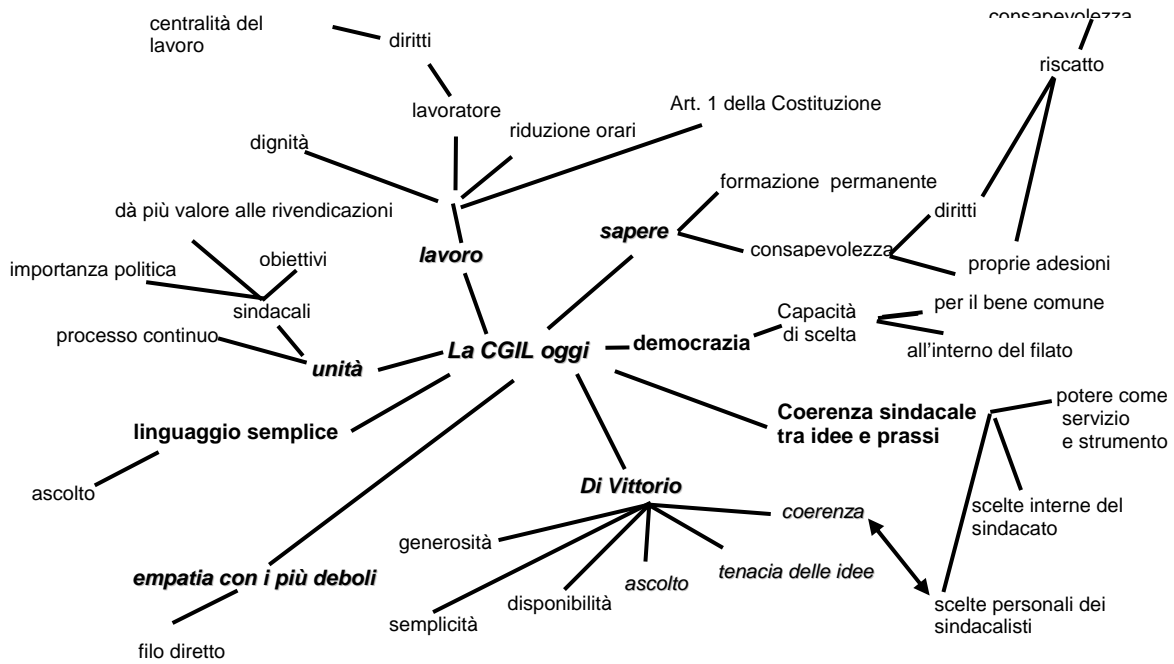 consapevolezza
centralità del
lavoro
diritti
riscatto
lavoratore
Art. 1 della Costituzione
riduzione orari
dignità
formazione permanente
dà più valore alle rivendicazioni
diritti
sapere
consapevolezza
lavoro
obiettivi
importanza politica
proprie adesioni
sindacali
per il bene comune
Capacità
di scelta
processo continuo
democrazia
La CGIL oggi
all'interno del filato
unità
potere come
servizio
e strumento
Coerenza sindacale
tra idee e prassi
linguaggio semplice
Di Vittorio
ascolto
scelte interne del
sindacato
coerenza
generosità
empatia con i più deboli
tenacia delle idee
ascolto
disponibilità
semplicità
scelte personali dei
sindacalisti
filo diretto